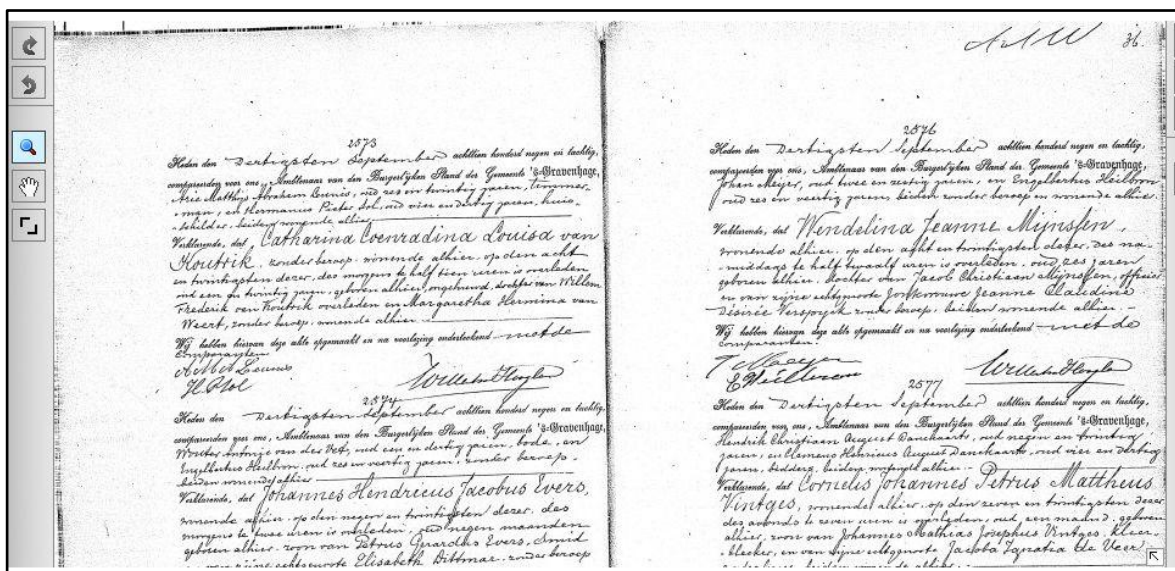 2573
Heden den Dertigsten September achttien honderd negen en tachtig,
compareerden voor ons, Ambtenaar van den Burgerlijken Stand der Gemeente 's-Gravenhage,
Arie Matthijs Abraham Leunis, oud zes en twintig jaren, timmer-
man, en Hermanus Pieter Sol, oud vier en dertig jaren, huis-
schilder, beiden wonende alhier
Verklarende, dat Catharina Coenradina Louisa van
Koutrik, zonder beroep, wonende alhier, op den acht
en twintigsten dezer, des morgens te half tien uren is overleden
oud een en twintig jaren, geboren alhier, ongehuwd, dochter van Willem
Frederik van Koutrik overleden en Margaretha Hermina van
Weert, zonder beroep, wonende alhier.
Wij hebben hiervan deze akte opgemaakt en na voorlezing onderteekend met de
comparanten.
AMA Leunis
H P Sol
2574
Heden den Dertigsten September achttien honderd negen en tachtig,
compareerden voor ons, Ambtenaar van den Burgerlijken Stand der Gemeente 's-Gravenhage,
Wouter Antonie van der Vet, oud een en dertig jaren, bode, en
Engelbertus Heilbron, oud zes en veertig jaren, zonder beroep,
beiden wonende alhier
Verklarende, dat Johannes Hendricus Jacobus Evers,
wonende alhier, op den negen en twintigsten dezer, des
morgens te twee uren is overleden, oud negen maanden
geboren alhier, zoon van Petrus Gerardus Evers, smid
en van zijne echtgenoote Elisabeth Dittmar, zonder beroep
36.
2576
Heden den Dertigsten September achttien honderd negen en tachtig,
compareerden voor ons, Ambtenaar van den Burgerlijken Stand der Gemeente 's-Gravenhage,
Johan Meyer, oud twee en zestig jaren, en Engelbertus Heilbron
oud zes en veertig jaren, beiden zonder beroep en wonende alhier.
Verklarende, dat Wendelina Jeanne Mijnssen,
wonende alhier, op den acht en twintigsten dezer, des na-
middags te half twaalf uren is overleden, oud zes jaren
geboren alhier, dochter van Jacob Christiaan Mijnssen, officier
en van zijne echtgenoote Jonkvrouwe Jeanne Claudine
Désirée Verspyck zonder beroep, beiden wonende alhier.
Wij hebben hiervan deze akte opgemaakt en na voorlezing onderteekend met de
comparanten.
J Meyer
E Heilbron
2577
Heden den Dertigsten September achttien honderd negen en tachtig,
compareerden voor ons, Ambtenaar van den Burgerlijken Stand der Gemeente 's-Gravenhage,
Hendrik Christiaan August Danckaarts, oud negen en twintig
jaren, en Clemens Henricus August Danckaarts, oud vier en dertig
jaren, beiden wonende alhier.
Verklarende, dat Cornelis Johannes Petrus Mattheus
Vintges, wonende alhier, op den zeven en twintigsten dezer
des avonds te zeven uren is overleden, oud een maand, geboren
alhier, zoon van Johannes Mathias Josephus Vintges, kleer-
bleeker, en van zijne echtgenoote Jacoba Ignatia de Veer
zonder beroep, beiden wonende alhier.